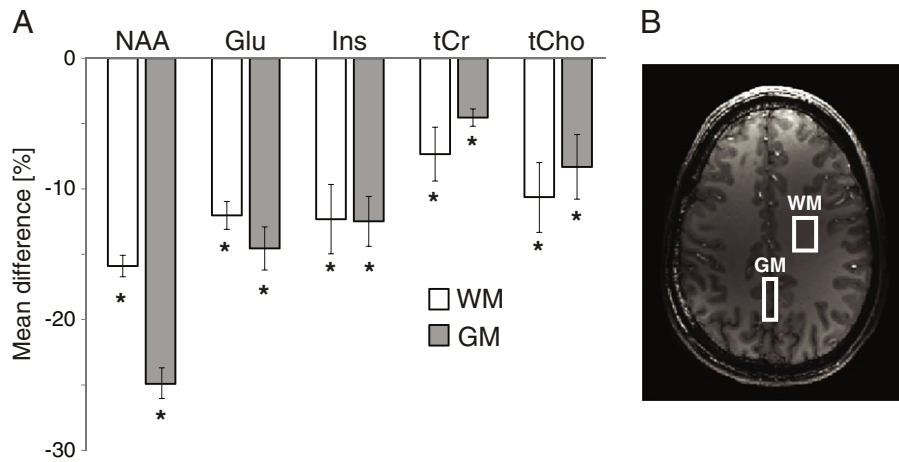 A
NAA Glu Ins tCr tCho
0
-10
-20
-30
Mean difference [%]
* * * * * * * * * *
WM
GM
B
WM
GM